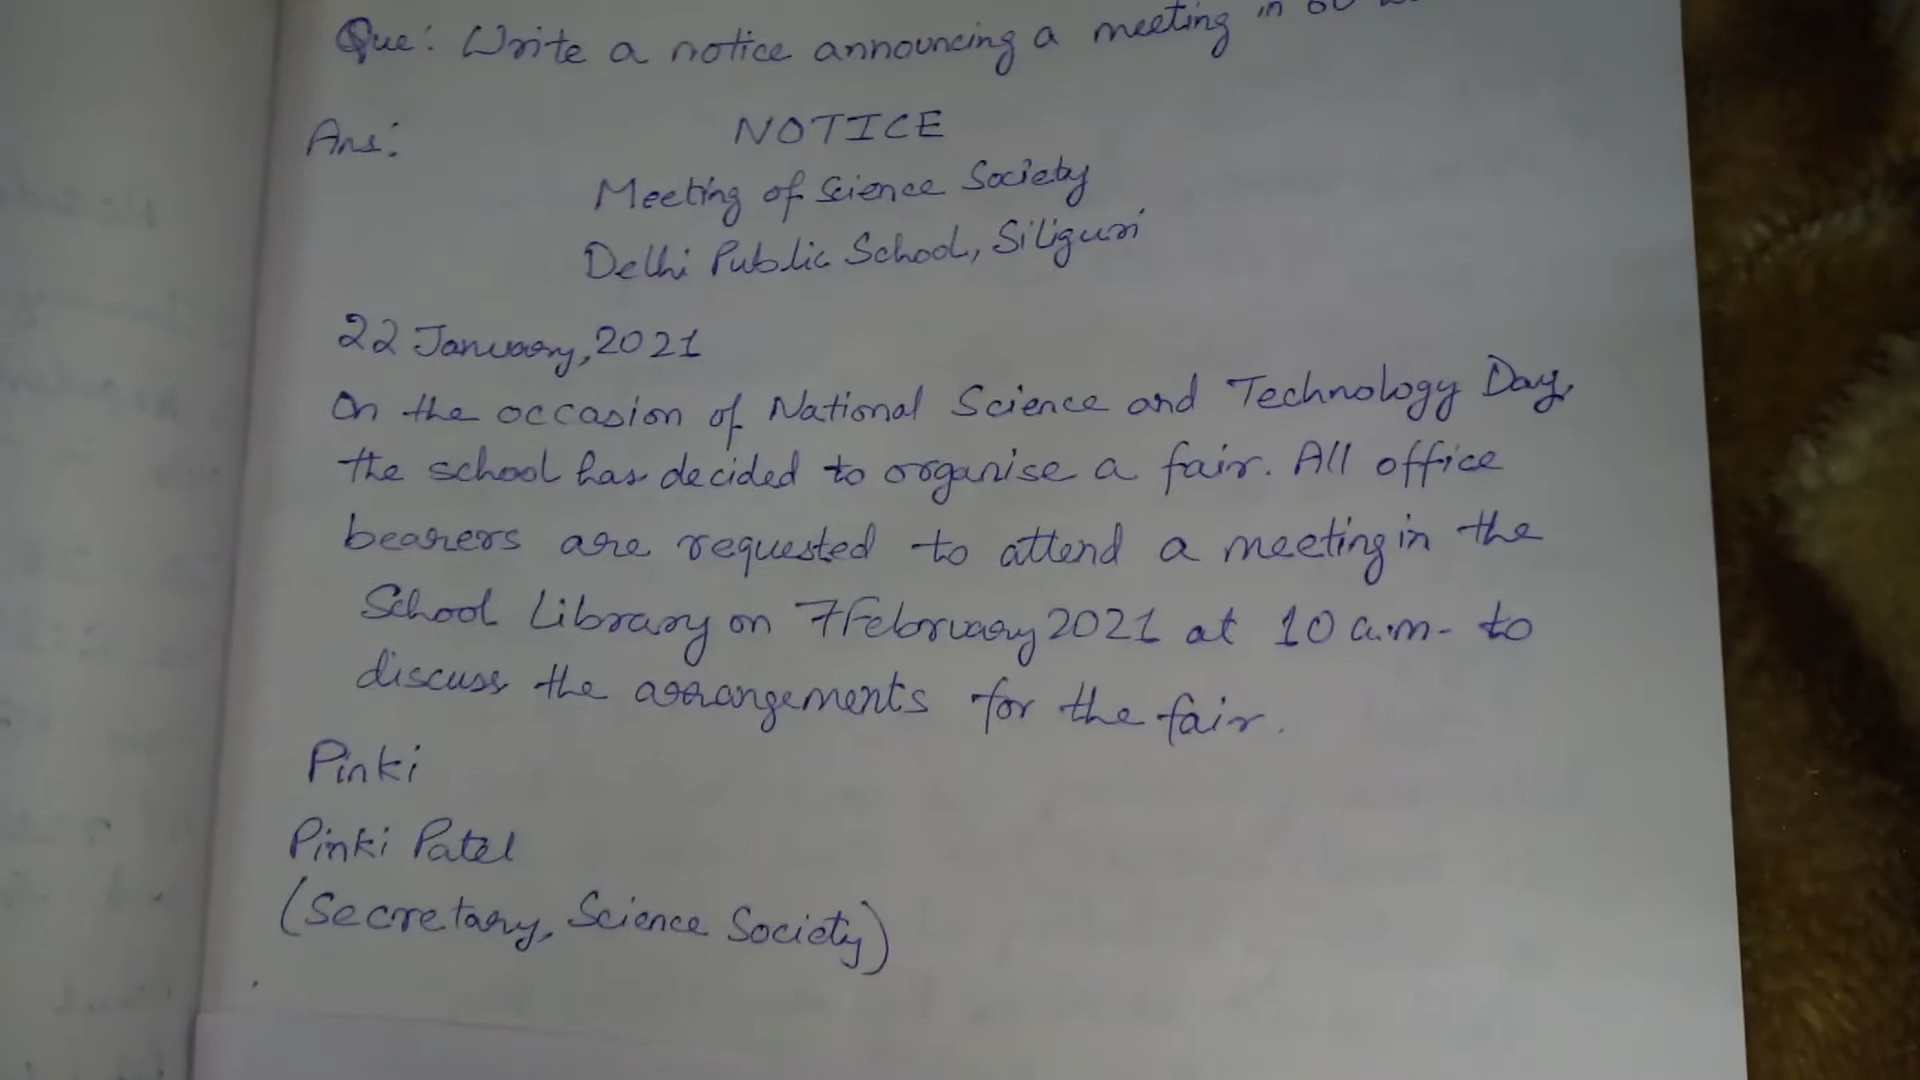 Que: Write a notice announcing a meeting in
Ans:
NOTICE
Meeting of Science Society
Delhi Public School, Siliguri
22 January, 2021
On the occasion of National Science and Technology Day,
the school has decided to organise a fair. All office
bearers are requested to attend a meeting in the
School Library on 7 February 2021 at 10 a.m. to
discuss the arrangements for the fair.
Pinki
Pinki Patel
(Secretary, Science Society)